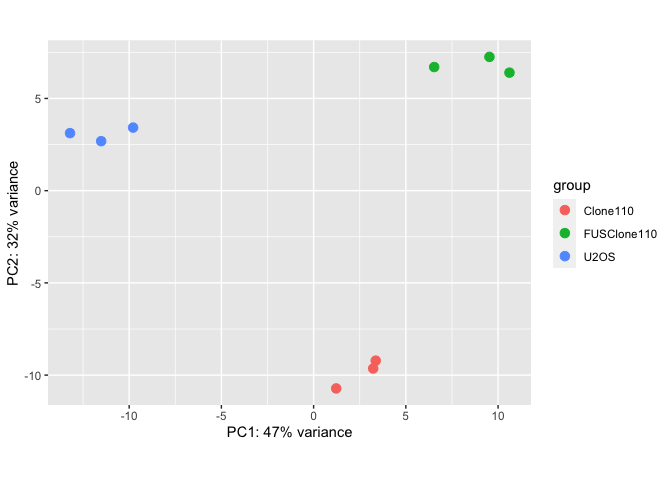 PC2: 32% variance
5
0
-5
-10
-10
-5
0
5
10
PC1: 47% variance
group
Clone110
FUSClone110
U2OS